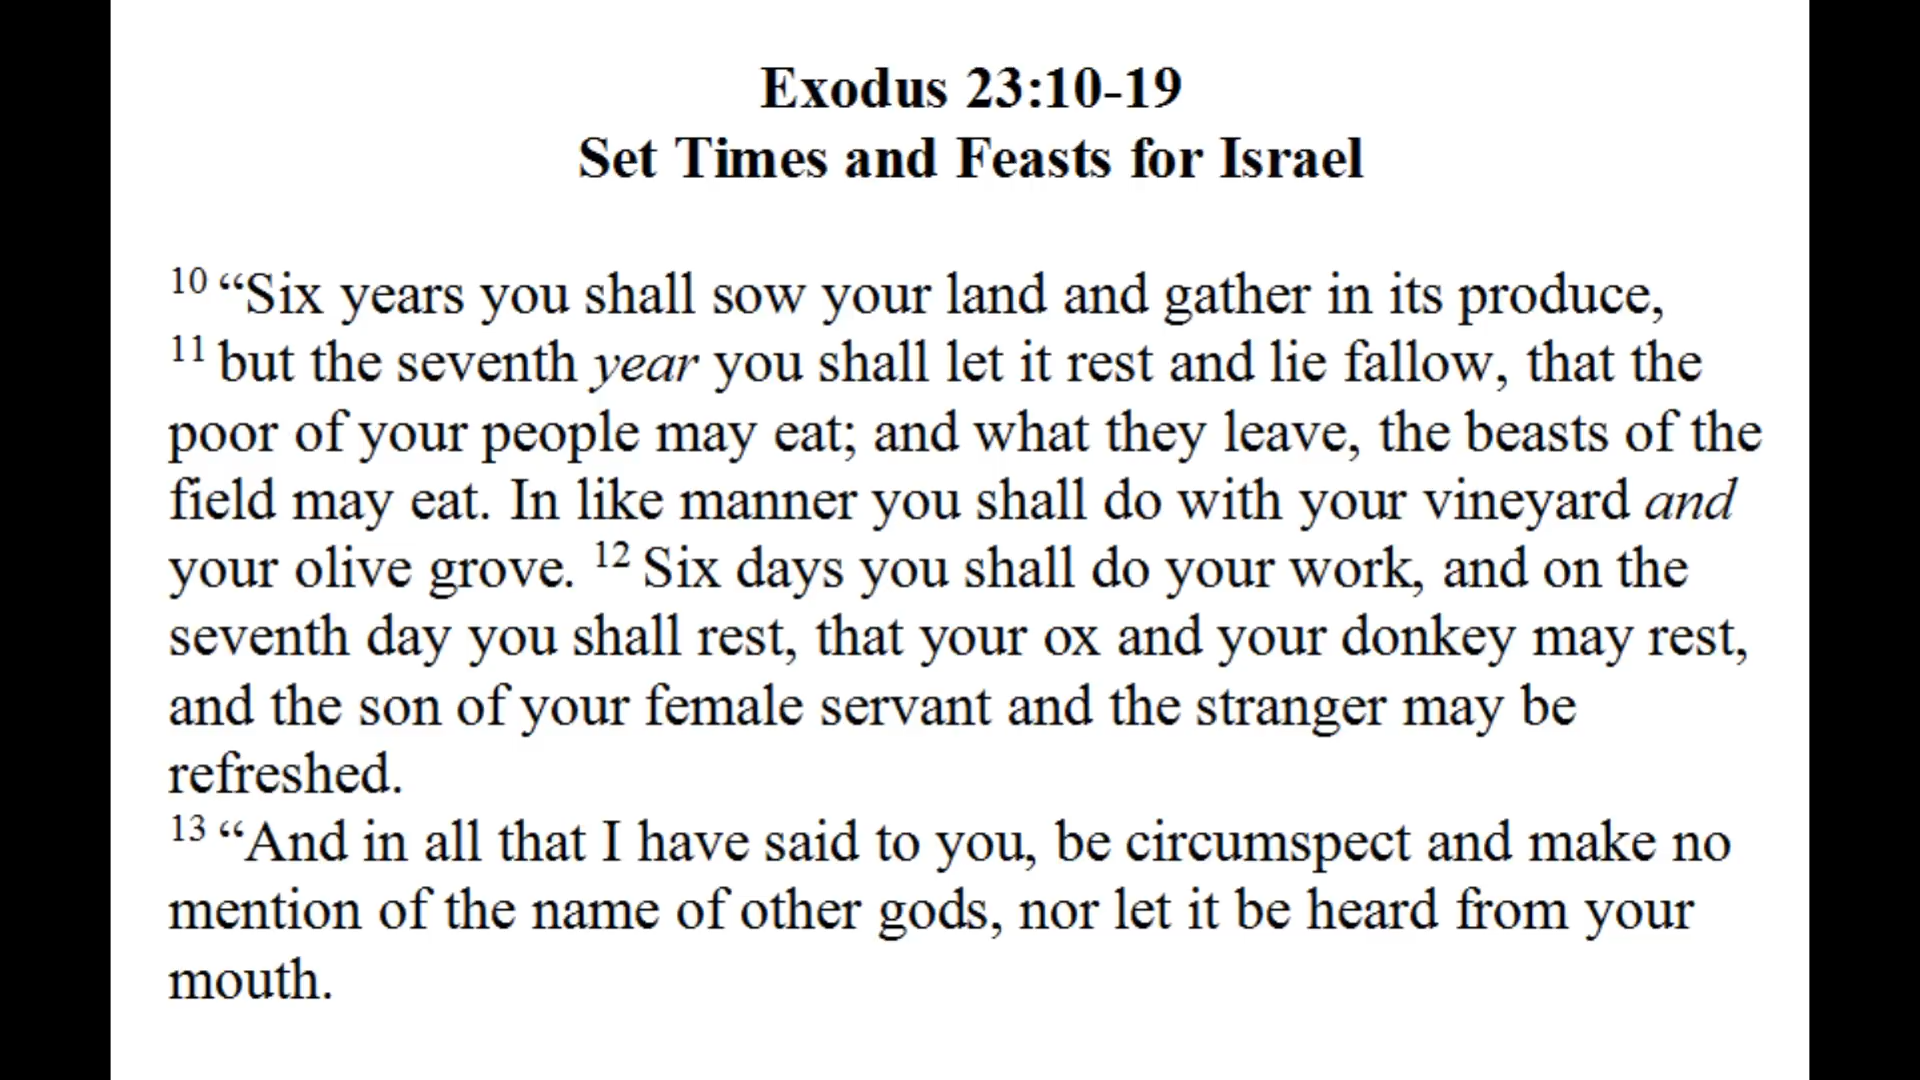 Exodus 23:10-19
Set Times and Feasts for Israel
10 “Six years you shall sow your land and gather in its produce,
11 but the seventh year you shall let it rest and lie fallow, that the
poor of your people may eat; and what they leave, the beasts of the
field may eat. In like manner you shall do with your vineyard and
your olive grove. 12 Six days you shall do your work, and on the
seventh day you shall rest, that your ox and your donkey may rest,
and the son of your female servant and the stranger may be
refreshed.
13 “And in all that I have said to you, be circumspect and make no
mention of the name of other gods, nor let it be heard from your
mouth.